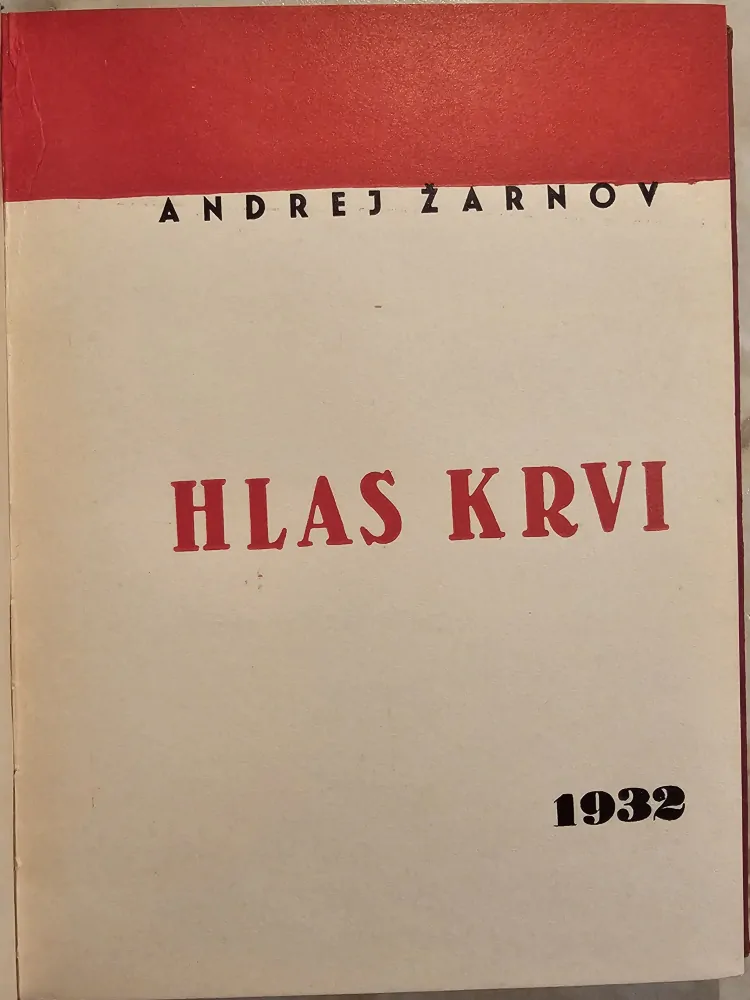 ANDREJ ŽARNOV
HLAS KRVI
1932